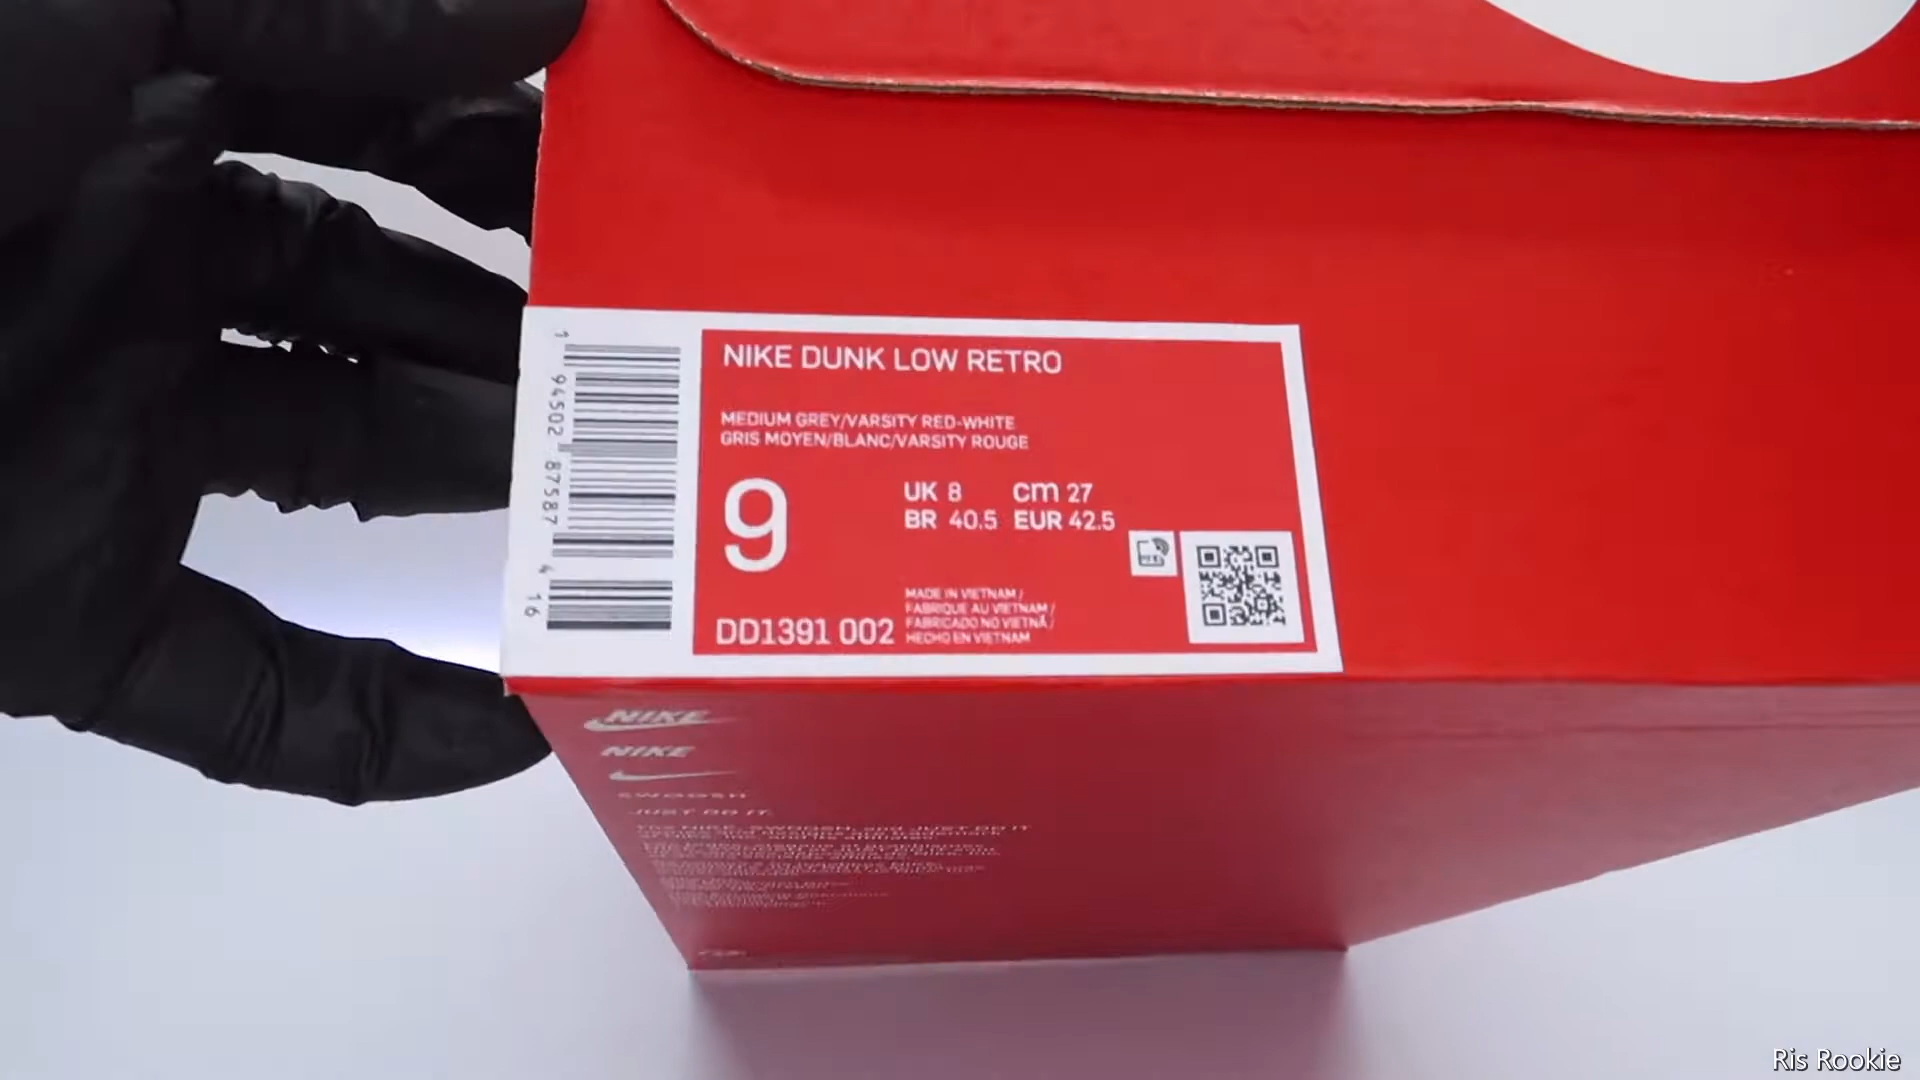 NIKE DUNK LOW RETRO
MEDIUM GREY/VARSITY RED-WHITE
GRIS MOYEN/BLANC/VARSITY ROUGE
9
UK 8 cm 27
BR 40.5 EUR 42.5
DD1391 002
MADE IN VIETNAM /
FABRIQUE AU VIETNAM /
FABRICADO NO VIETNÃ /
HECHO EN VIETNAM
1 94502 87587 4 16
NIKE
NIKE
SWOOSH
JUST DO IT
Ris Rookie